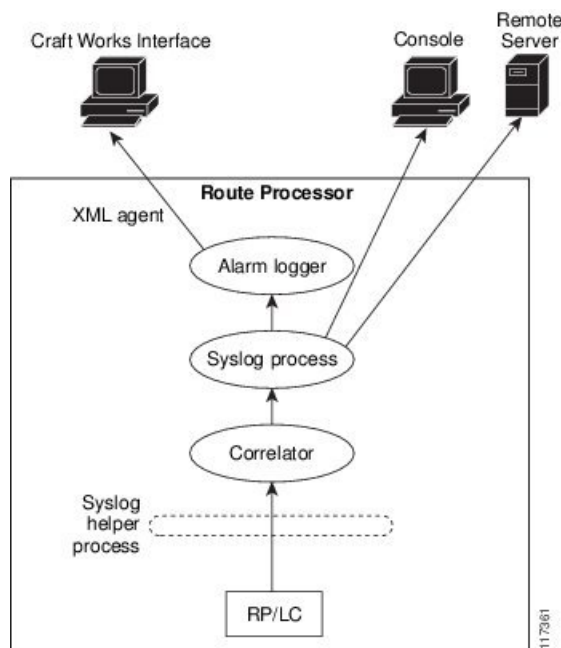 Craft Works Interface
Console
Remote
Server
Route Processor
XML agent
Alarm logger
Syslog process
Correlator
Syslog
helper
process
RP/LC
117361